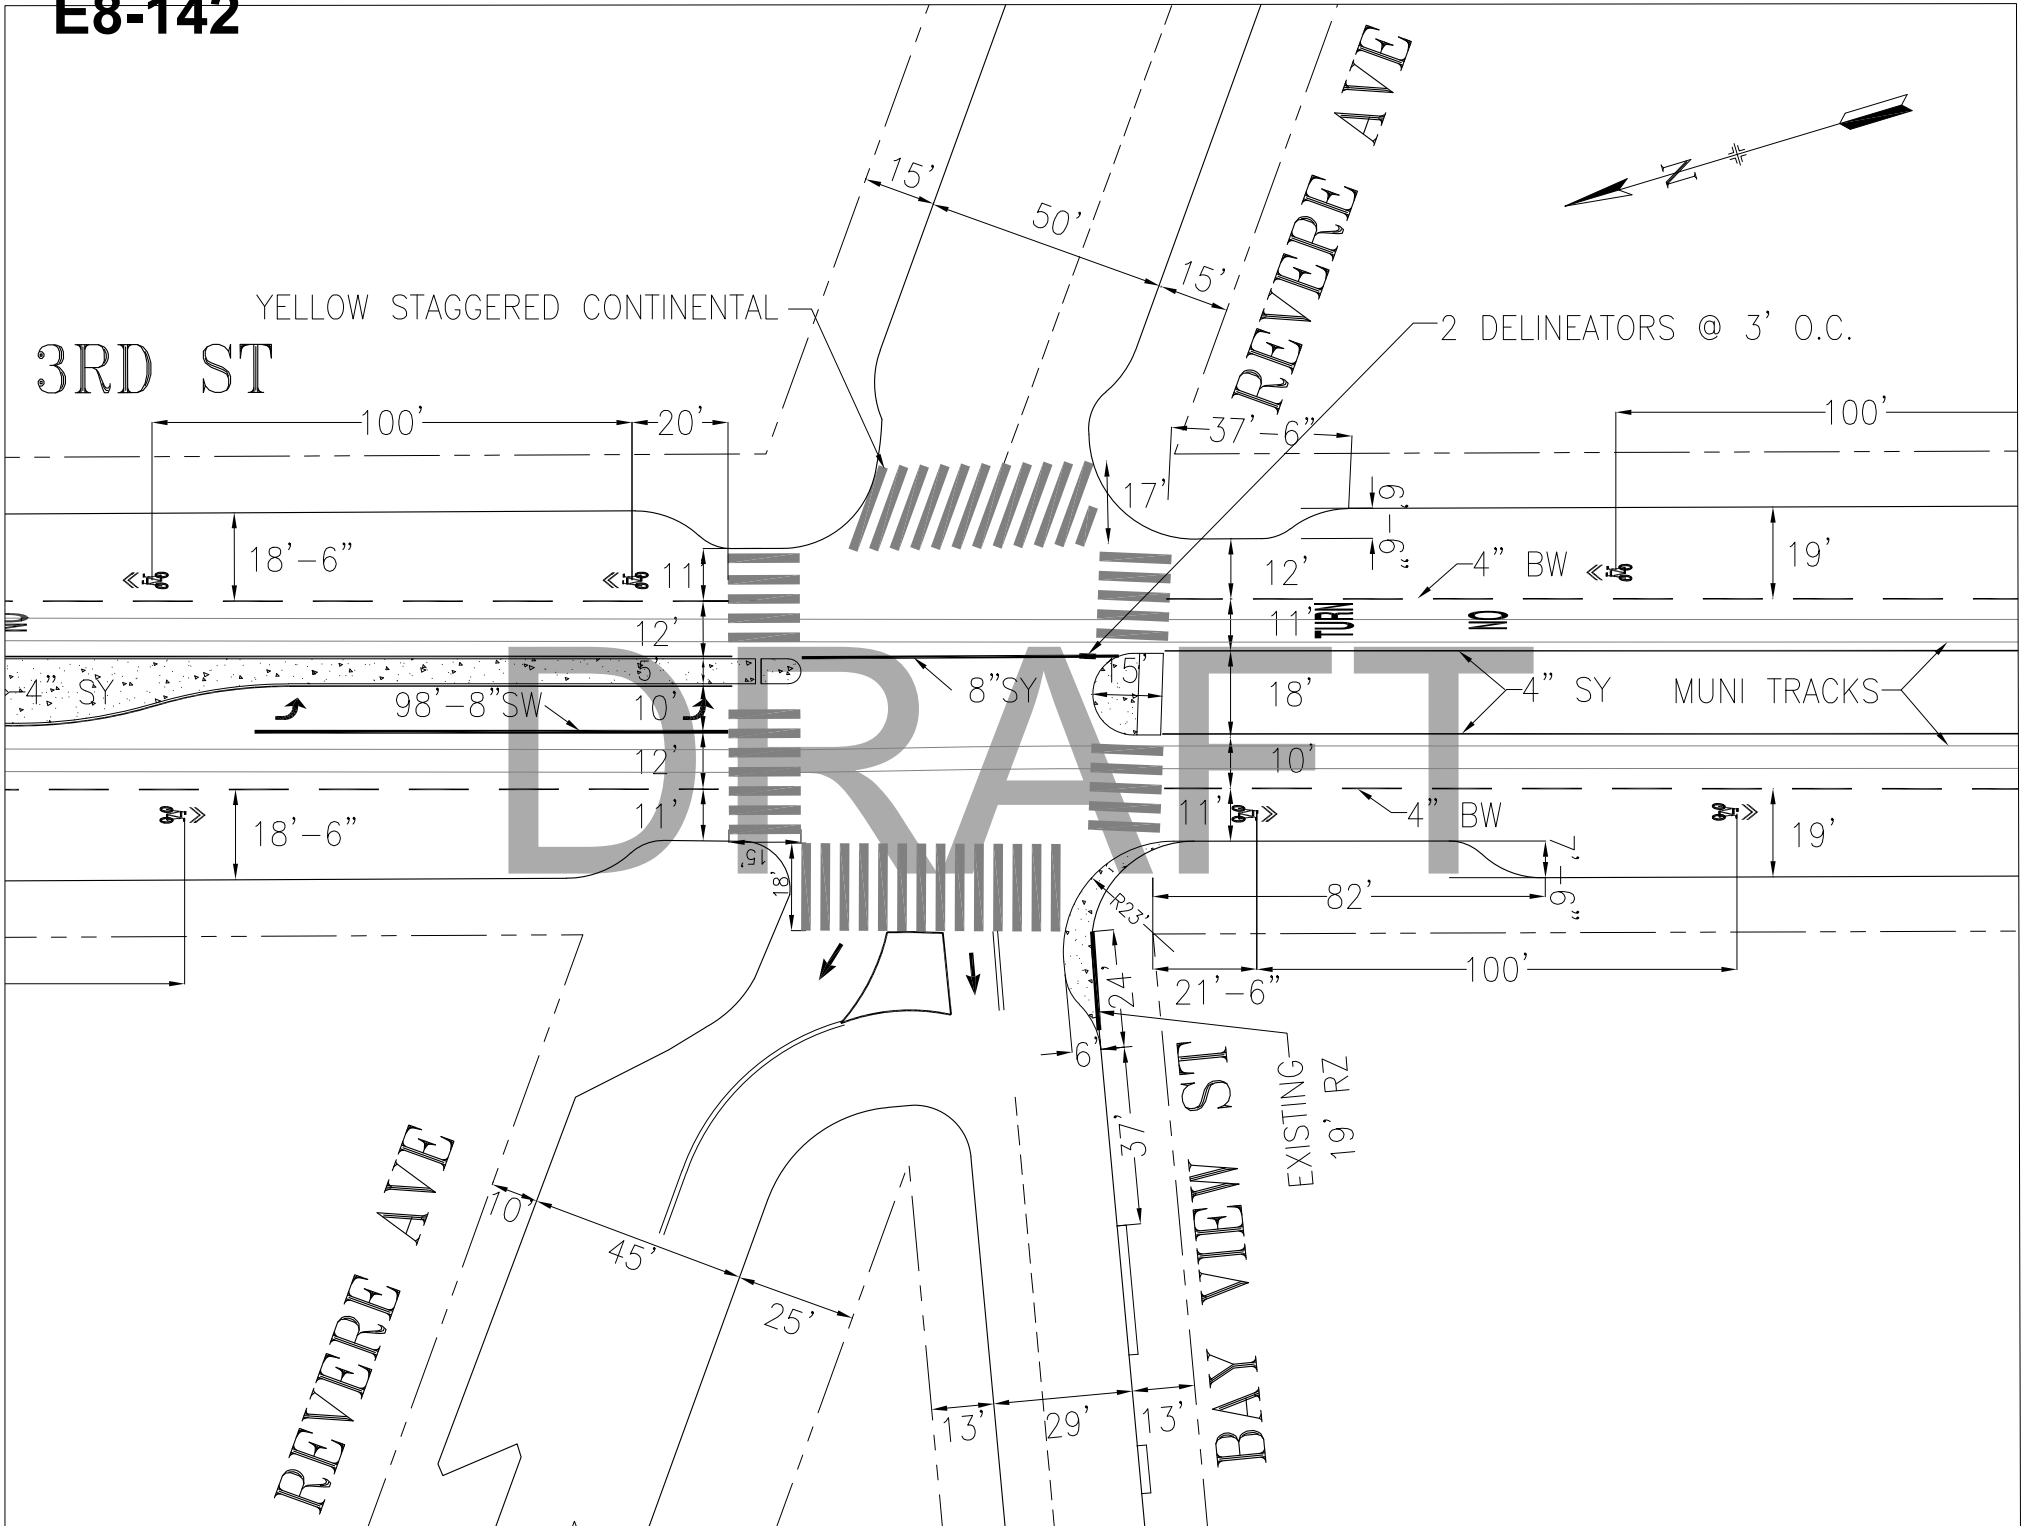 E8-142
REVERE AVE
N
15'
50'
15'
YELLOW STAGGERED CONTINENTAL
2 DELINEATORS @ 3' O.C.
3RD ST
100'
20'
37'-6"
100'
17'
6'-6"
18'-6"
11'
12'
4" BW
19'
NO
12'
11'
TURN
NO
5'
15'
4" SY
98'-8"SW
10'
8"SY
18'
4" SY
MUNI TRACKS
DRAFT
12'
10'
18'-6"
11'
11'
4" BW
19'
15'
18'
7'-6"
82'
R23'
24'
21'-6"
100'
6'
EXISTING
19' RZ
37'
REVERE AVE
BAY VIEW ST
10'
45'
25'
13'
29'
13'